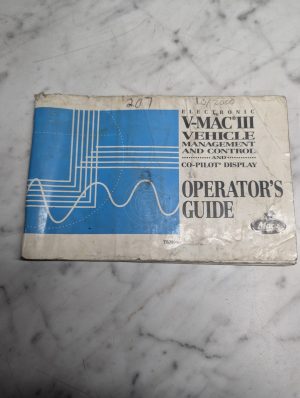 207
ELECTRONIC
V-MAC® III
VEHICLE
MANAGEMENT
AND CONTROL
AND
CO-PILOT® DISPLAY
OPERATOR'S
GUIDE